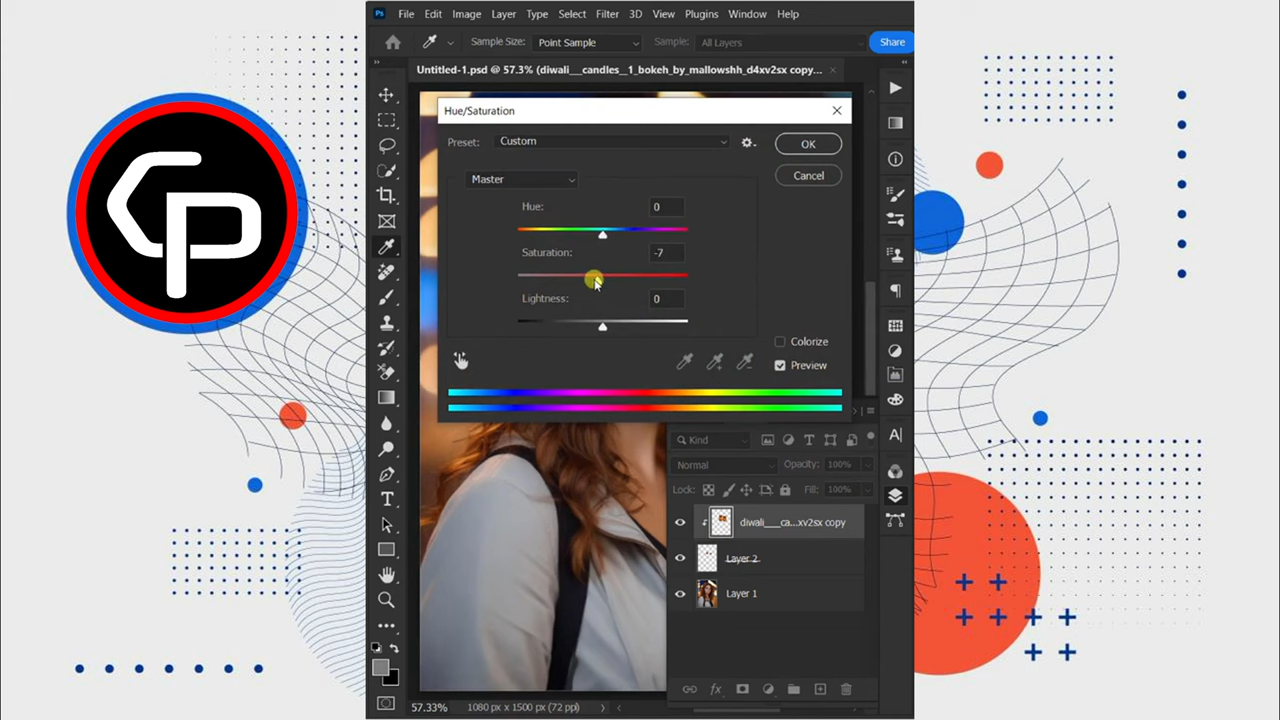 Ps File Edit Image Layer Type Select Filter 3D View Plugins Window Help
Sample Size: Point Sample Sample: All Layers Share
Untitled-1.psd @ 57.3% (diwali___candles__1_bokeh_by_mallowshh_d4xv2sx copy...
Hue/Saturation
Preset: Custom OK
Master Cancel
Hue: 0
Saturation: -7
Lightness: 0
Colorize
Preview
CP
Kind
Normal Opacity: 100%
Lock: Fill: 100%
diwali___ca...xv2sx copy
Layer 2
Layer 1
57.33% 1080 px x 1500 px (72 ppi)